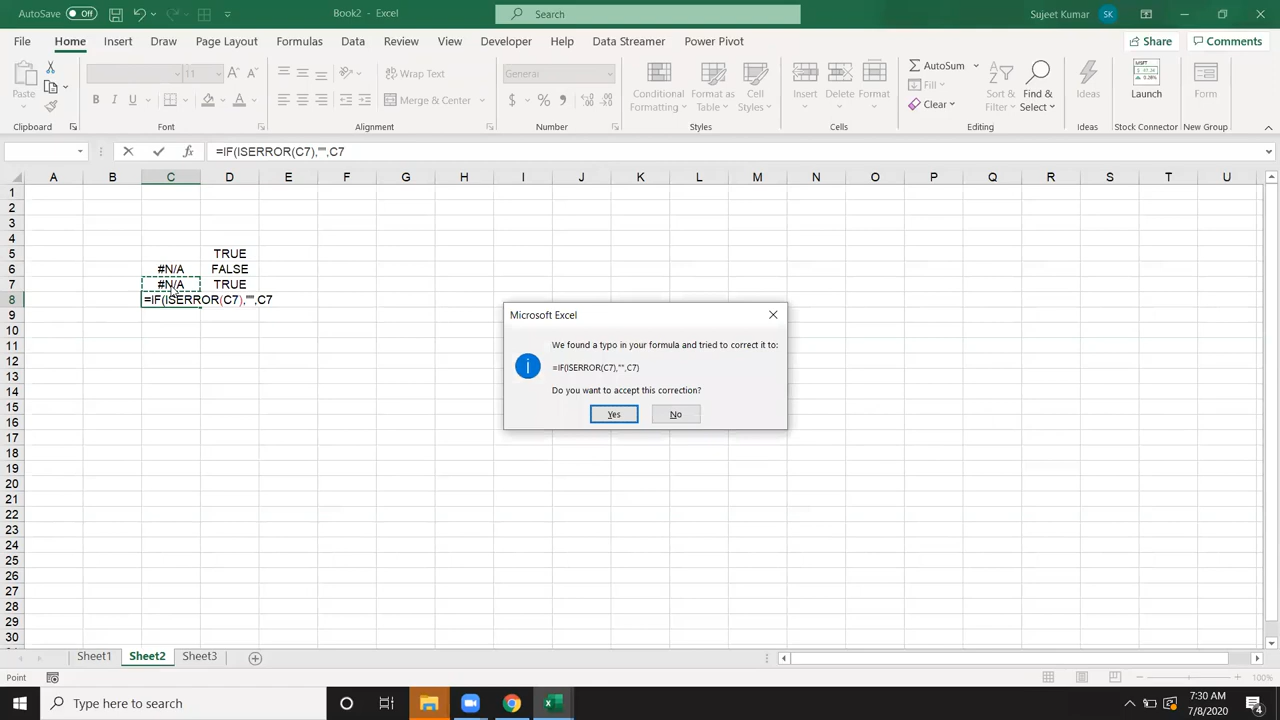 AutoSave Off Book2 - Excel Search Sujeet Kumar SK
File Home Insert Draw Page Layout Formulas Data Review View Developer Help Data Streamer Power Pivot Share Comments
Paste 11 A A Wrap Text General Conditional Formatting Format as Table Cell Styles Insert Delete Format AutoSum Fill Clear Sort & Filter Find & Select Ideas Launch Form
B I U Merge & Center $ % ,
Clipboard Font Alignment Number Styles Cells Editing Ideas Stock Connector New Group
fx =IF(ISERROR(C7),"",C7
A B C D E F G H I J K L M N O P Q R S T U
1
2
3
4
5 TRUE
6 #N/A FALSE
7 #N/A TRUE
8 =IF(ISERROR(C7),"",C7
9
10
11
12
13
14
15
16
17
18
19
20
21
22
23
24
25
26
27
28
29
30
Microsoft Excel
We found a typo in your formula and tried to correct it to:
=IF(ISERROR(C7),"",C7)
Do you want to accept this correction?
Yes No
Sheet1 Sheet2 Sheet3
Point 100%
Type here to search
7:30 AM
7/8/2020
4